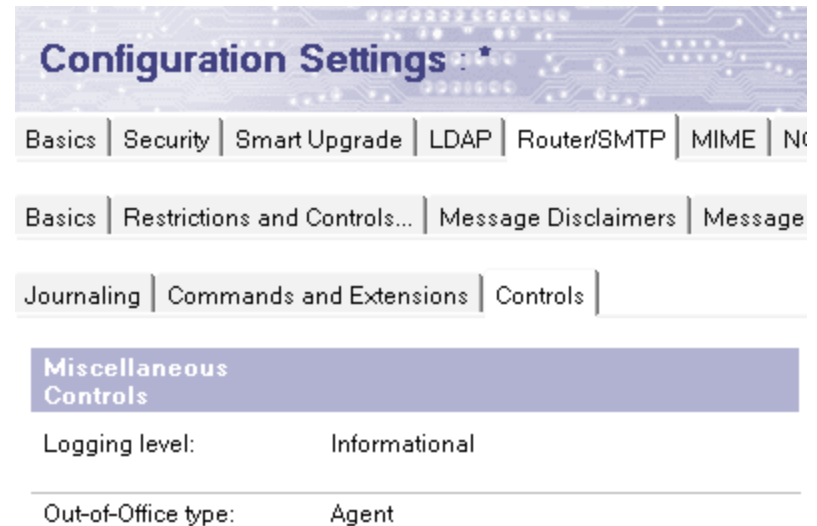 Configuration Settings : *
Basics Security Smart Upgrade LDAP Router/SMTP MIME
Basics Restrictions and Controls... Message Disclaimers Message
Journaling Commands and Extensions Controls
Miscellaneous
Controls
Logging level: Informational
Out-of-Office type: Agent